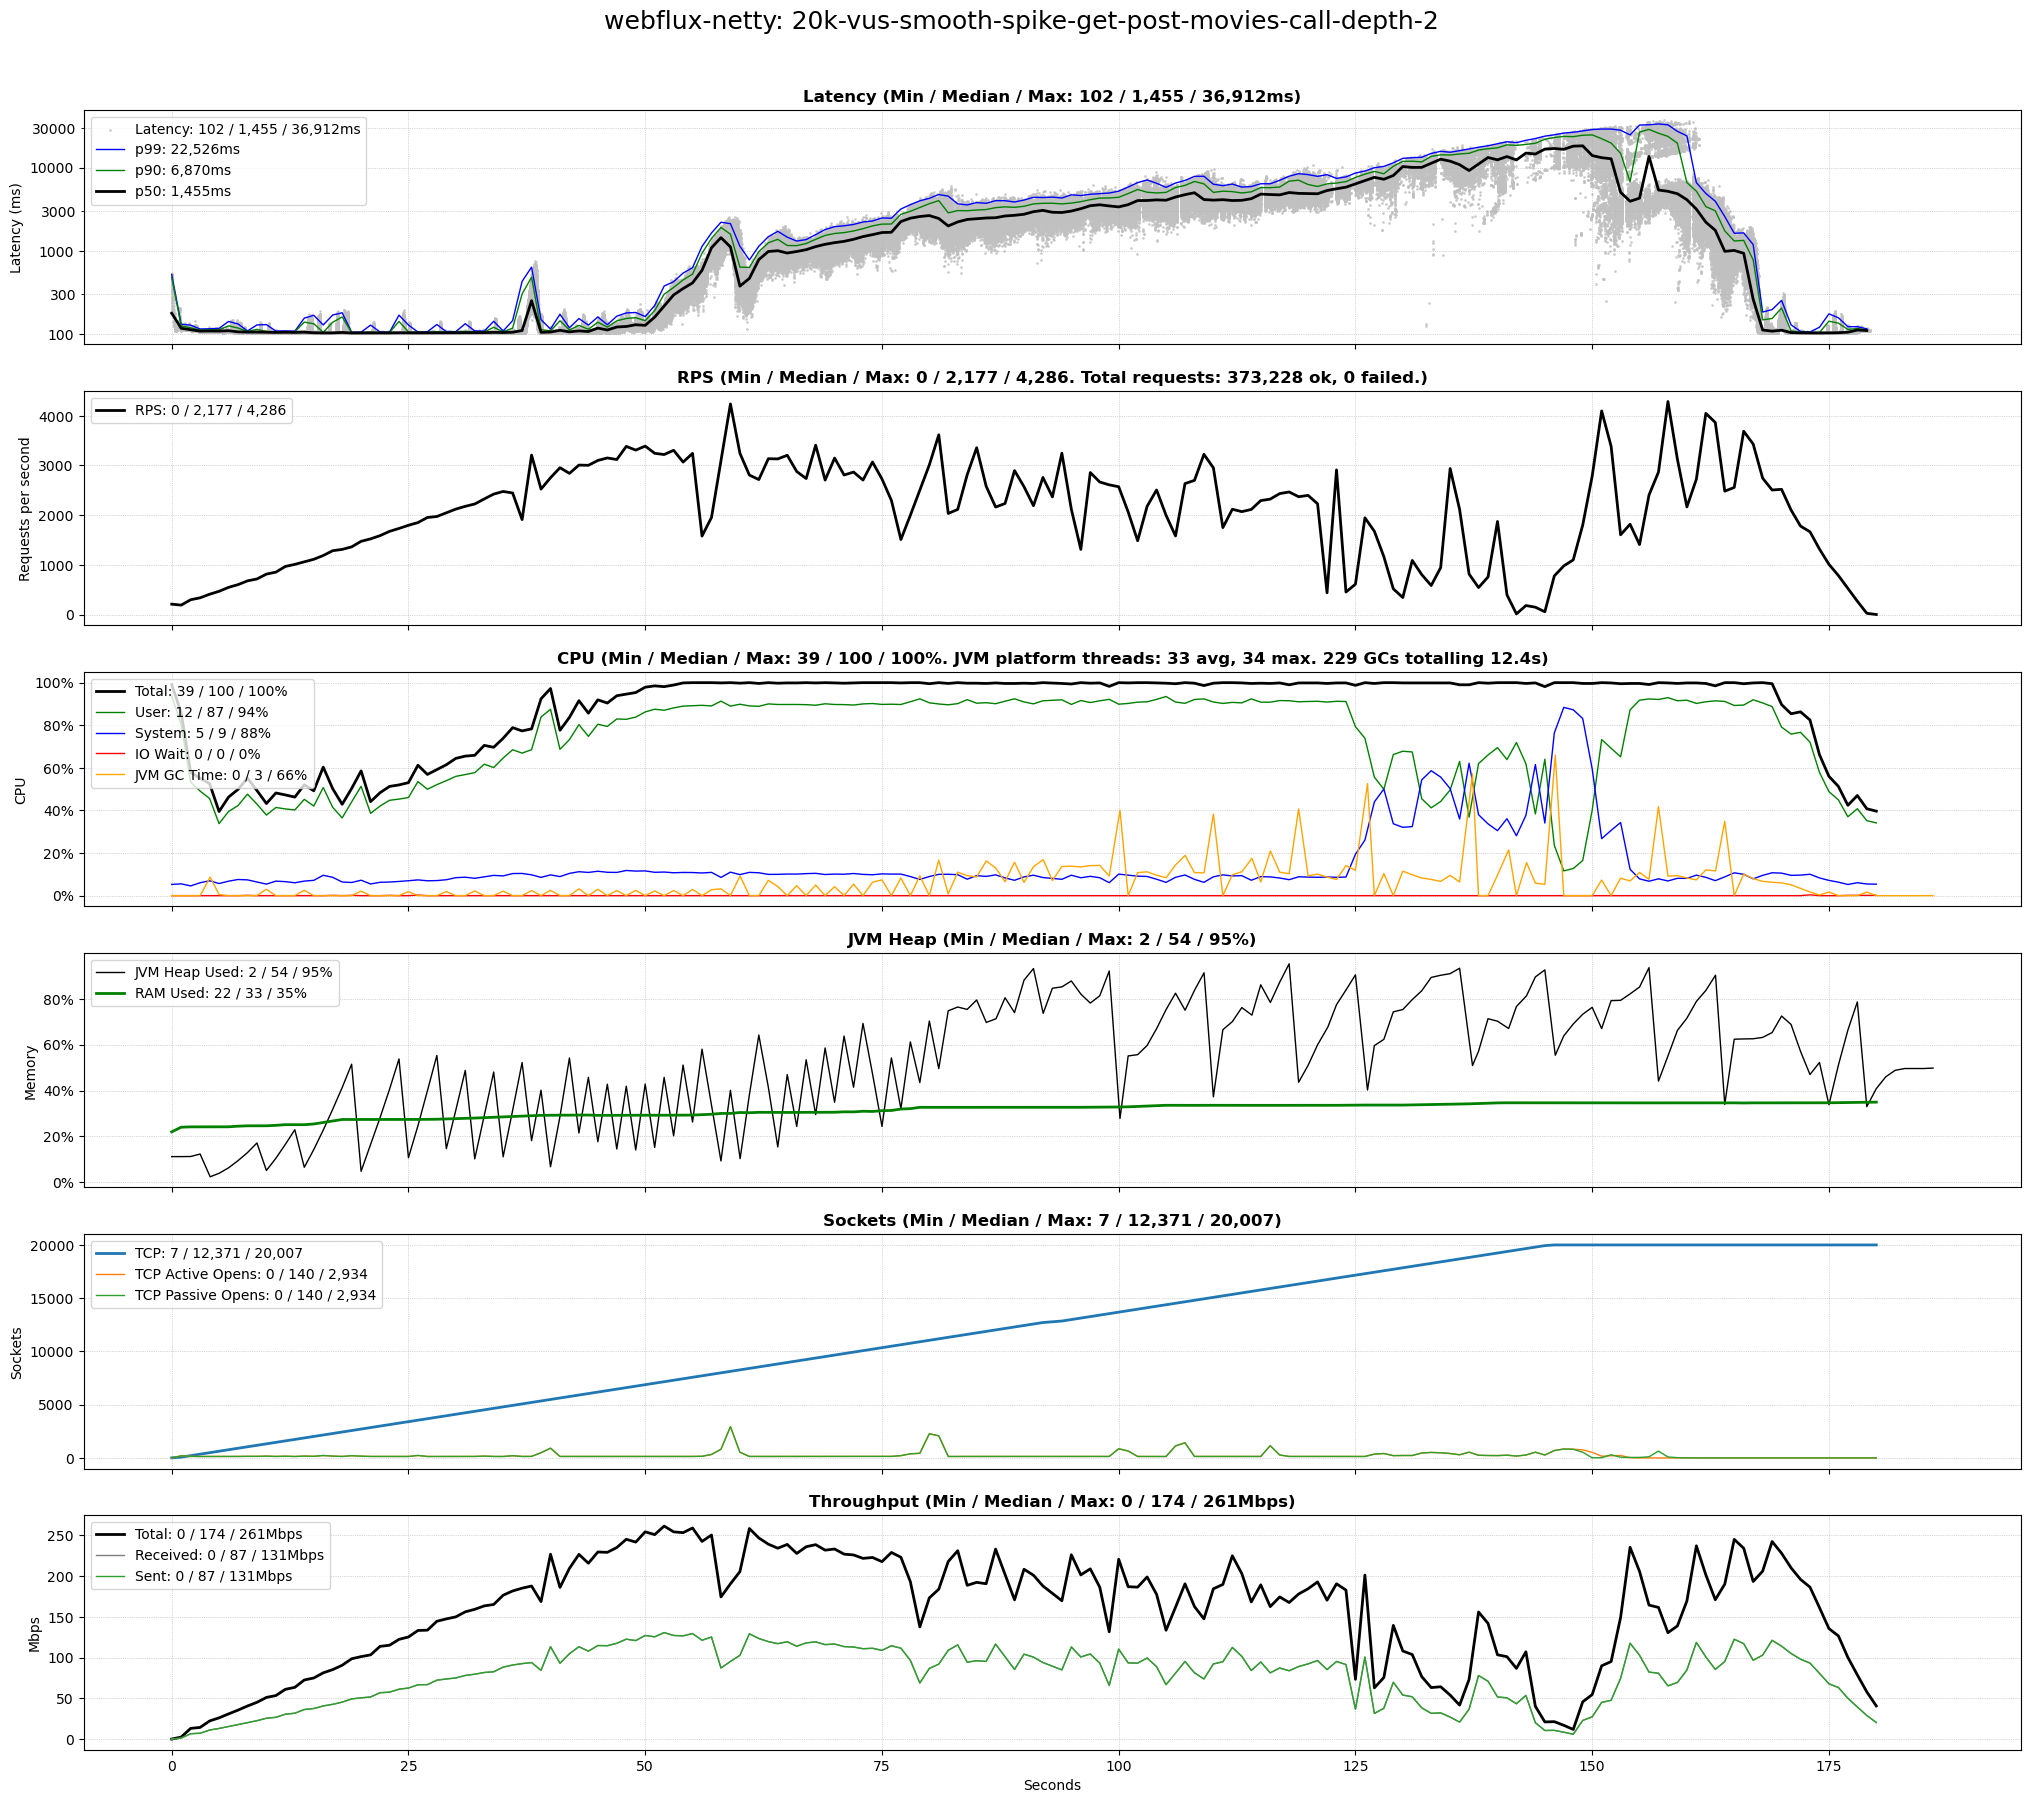 webflux-netty: 20k-vus-smooth-spike-get-post-movies-call-depth-2
Latency (Min / Median / Max: 102 / 1,455 / 36,912ms)
Latency (ms)
30000
10000
3000
1000
300
100
Latency: 102 / 1,455 / 36,912ms
p99: 22,526ms
p90: 6,870ms
p50: 1,455ms
RPS (Min / Median / Max: 0 / 2,177 / 4,286. Total requests: 373,228 ok, 0 failed.)
Requests per second
4000
3000
2000
1000
0
RPS: 0 / 2,177 / 4,286
CPU (Min / Median / Max: 39 / 100 / 100%. JVM platform threads: 33 avg, 34 max. 229 GCs totalling 12.4s)
CPU
100%
80%
60%
40%
20%
0%
Total: 39 / 100 / 100%
User: 12 / 87 / 94%
System: 5 / 9 / 88%
IO Wait: 0 / 0 / 0%
JVM GC Time: 0 / 3 / 66%
JVM Heap (Min / Median / Max: 2 / 54 / 95%)
Memory
80%
60%
40%
20%
0%
JVM Heap Used: 2 / 54 / 95%
RAM Used: 22 / 33 / 35%
Sockets (Min / Median / Max: 7 / 12,371 / 20,007)
Sockets
20000
15000
10000
5000
0
TCP: 7 / 12,371 / 20,007
TCP Active Opens: 0 / 140 / 2,934
TCP Passive Opens: 0 / 140 / 2,934
Throughput (Min / Median / Max: 0 / 174 / 261Mbps)
Mbps
250
200
150
100
50
0
Total: 0 / 174 / 261Mbps
Received: 0 / 87 / 131Mbps
Sent: 0 / 87 / 131Mbps
0 25 50 75 100 125 150 175
Seconds